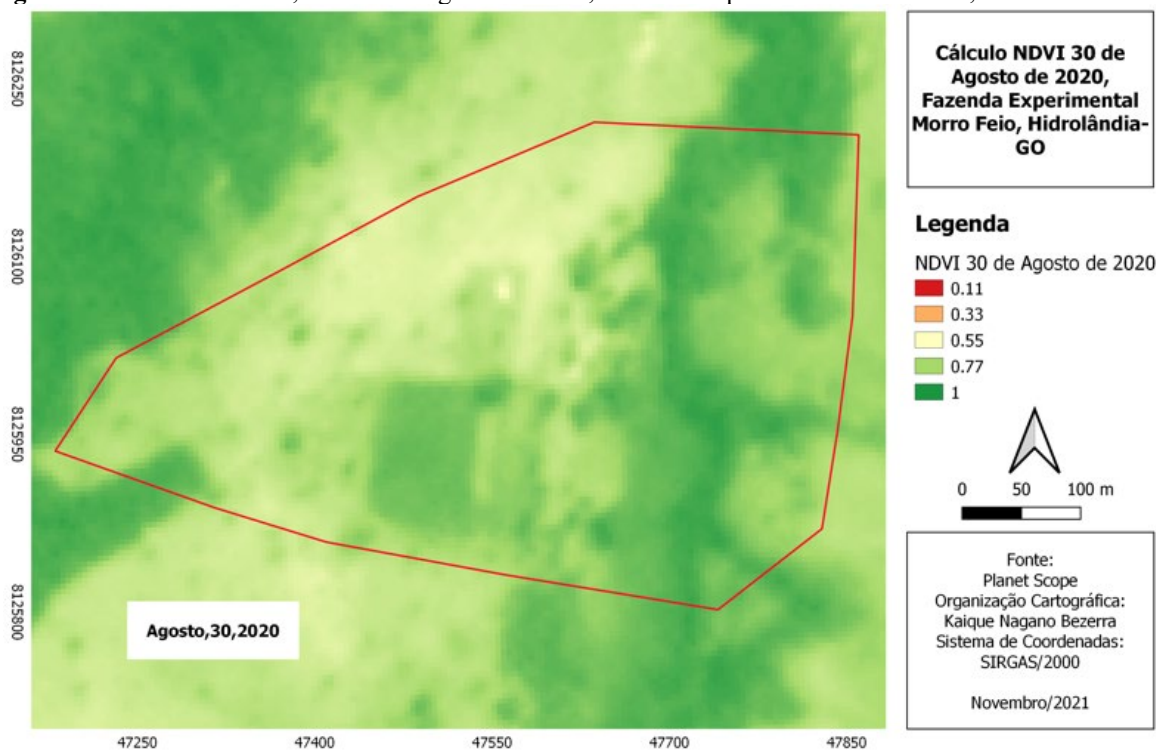 Cálculo NDVI 30 de
Agosto de 2020,
Fazenda Experimental
Morro Feio, Hidrolândia-
GO
Legenda
NDVI 30 de Agosto de 2020
0.11
0.33
0.55
0.77
1
0 50 100 m
Fonte:
Planet Scope
Organização Cartográfica:
Kaique Nagano Bezerra
Sistema de Coordenadas:
SIRGAS/2000
Novembro/2021
8126250
8126100
8125950
8125800
Agosto,30,2020
47250 47400 47550 47700 47850